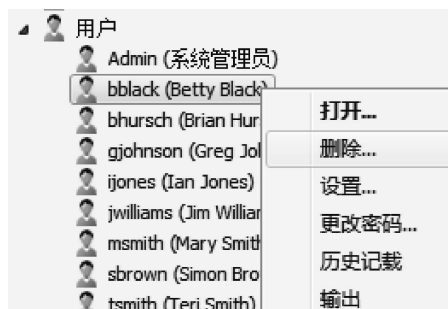 用户
Admin (系统管理员)
bblack (Betty Black)
bhursch (Brian Hur
gjohnson (Greg Jol
ijones (Ian Jones)
jwilliams (Jim Williar
msmith (Mary Smith
sbrown (Simon Bro
tsmith (Teri Smith)
打开...
删除...
设置...
更改密码...
历史记载
输出